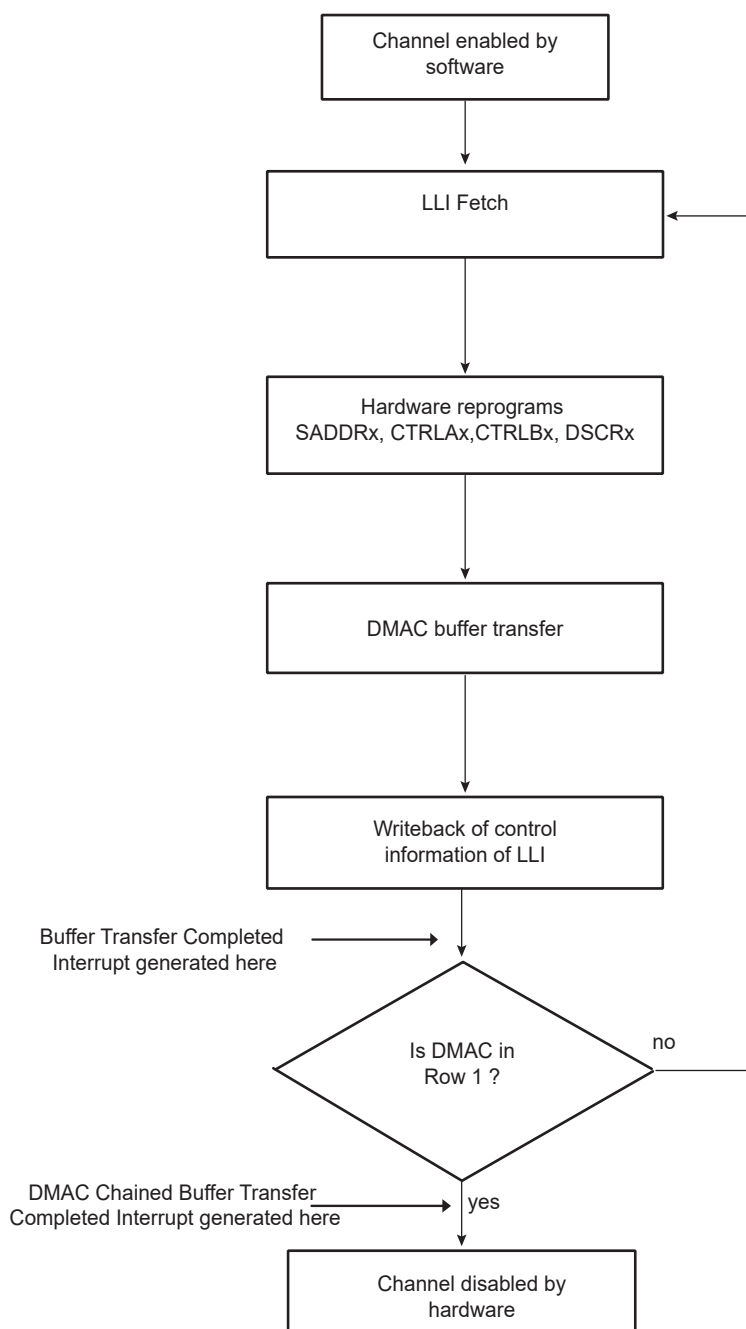 Channel enabled by
software
LLI Fetch
Hardware reprograms
SADDRx, CTRLAx,CTRLBx, DSCRx
DMAC buffer transfer
Writeback of control
information of LLI
Buffer Transfer Completed
Interrupt generated here
Is DMAC in
Row 1 ?
no
DMAC Chained Buffer Transfer
Completed Interrupt generated here
yes
Channel disabled by
hardware